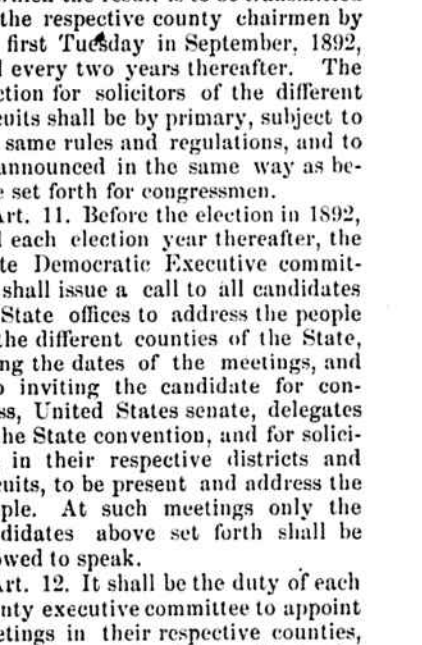 the respective county chairmen by
first Tuesday in September, 1892,
every two years thereafter. The
ction for solicitors of the different
cuits shall be by primary, subject to
same rules and regulations, and to
announced in the same way as be-
e set forth for congressmen.
Art. 11. Before the election in 1892,
d each election year thereafter, the
te Democratic Executive commit-
shall issue a call to all candidates
State offices to address the people
the different counties of the State,
ng the dates of the meetings, and
o inviting the candidate for con-
ss, United States senate, delegates
the State convention, and for solici-
in their respective districts and
cuits, to be present and address the
ple. At such meetings only the
didates above set forth shall be
owed to speak.
Art. 12. It shall be the duty of each
nty executive committee to appoint
etings in their respective counties,